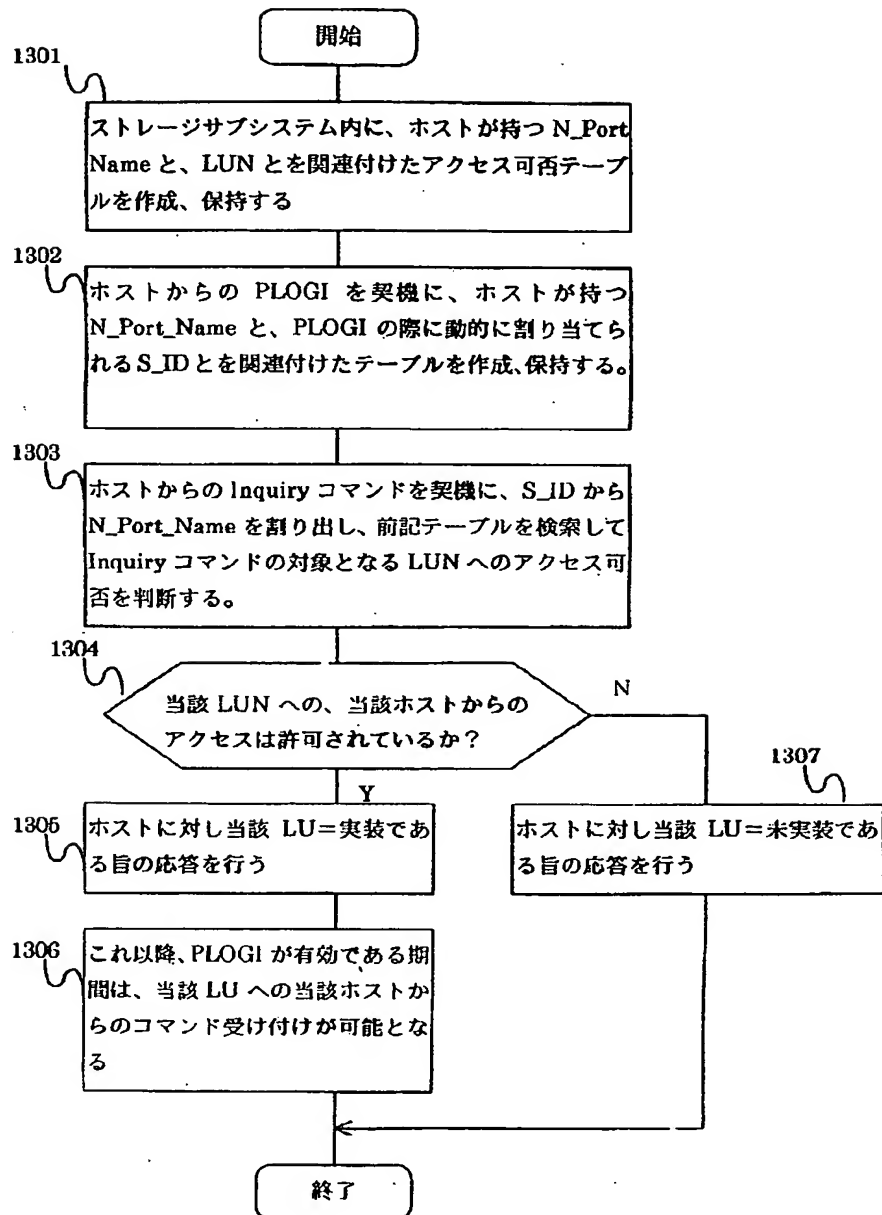 開始
1301
ストレージサブシステム内に、ホストが持つ N_Port
Name と、LUN とを関連付けたアクセス可否テーブ
ルを作成、保持する
1302
ホストからの PLOGI を契機に、ホストが持つ
N_Port_Name と、PLOGI の際に動的に割り当てら
れる S_ID とを関連付けたテーブルを作成、保持する。
1303
ホストからの Inquiry コマンドを契機に、S_ID から
N_Port_Name を割り出し、前記テーブルを検索して
Inquiry コマンドの対象となる LUN へのアクセス可
否を判断する。
1304
当該 LUN への、当該ホストからの
アクセスは許可されているか?
N
Y
1305
ホストに対し当該 LU=実装であ
る旨の応答を行う
1307
ホストに対し当該 LU=未実装であ
る旨の応答を行う
1306
これ以降、PLOGI が有効である期
間は、当該 LU への当該ホストか
らのコマンド受け付けが可能とな
る
終了